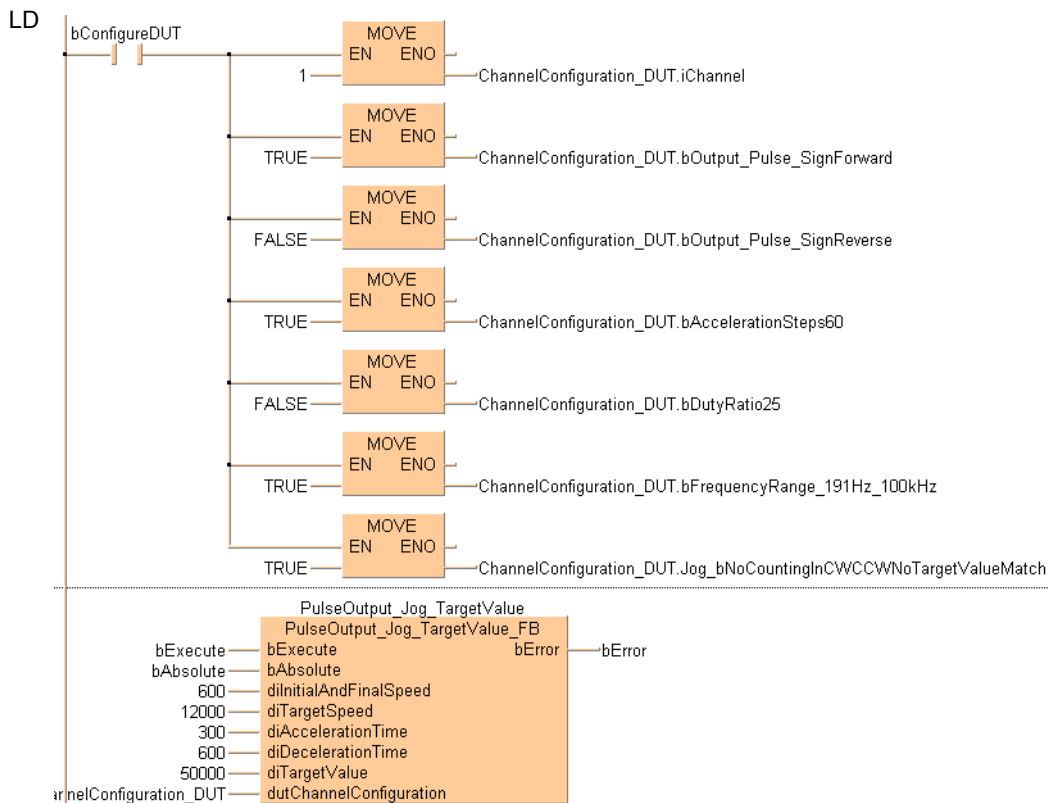 LD
bConfigureDUT
MOVE
EN ENO
1 ChannelConfiguration_DUT.iChannel
MOVE
EN ENO
TRUE ChannelConfiguration_DUT.bOutput_Pulse_SignForward
MOVE
EN ENO
FALSE ChannelConfiguration_DUT.bOutput_Pulse_SignReverse
MOVE
EN ENO
TRUE ChannelConfiguration_DUT.bAccelerationSteps60
MOVE
EN ENO
FALSE ChannelConfiguration_DUT.bDutyRatio25
MOVE
EN ENO
TRUE ChannelConfiguration_DUT.bFrequencyRange_191Hz_100kHz
MOVE
EN ENO
TRUE ChannelConfiguration_DUT.Jog_bNoCountingInCWCCWNoTargetValueMatch
PulseOutput_Jog_TargetValue
PulseOutput_Jog_TargetValue_FB
bExecute bExecute bError bError
bAbsolute bAbsolute
600 diInitialAndFinalSpeed
12000 diTargetSpeed
300 diAccelerationTime
600 diDecelerationTime
50000 diTargetValue
nelConfiguration_DUT dutChannelConfiguration